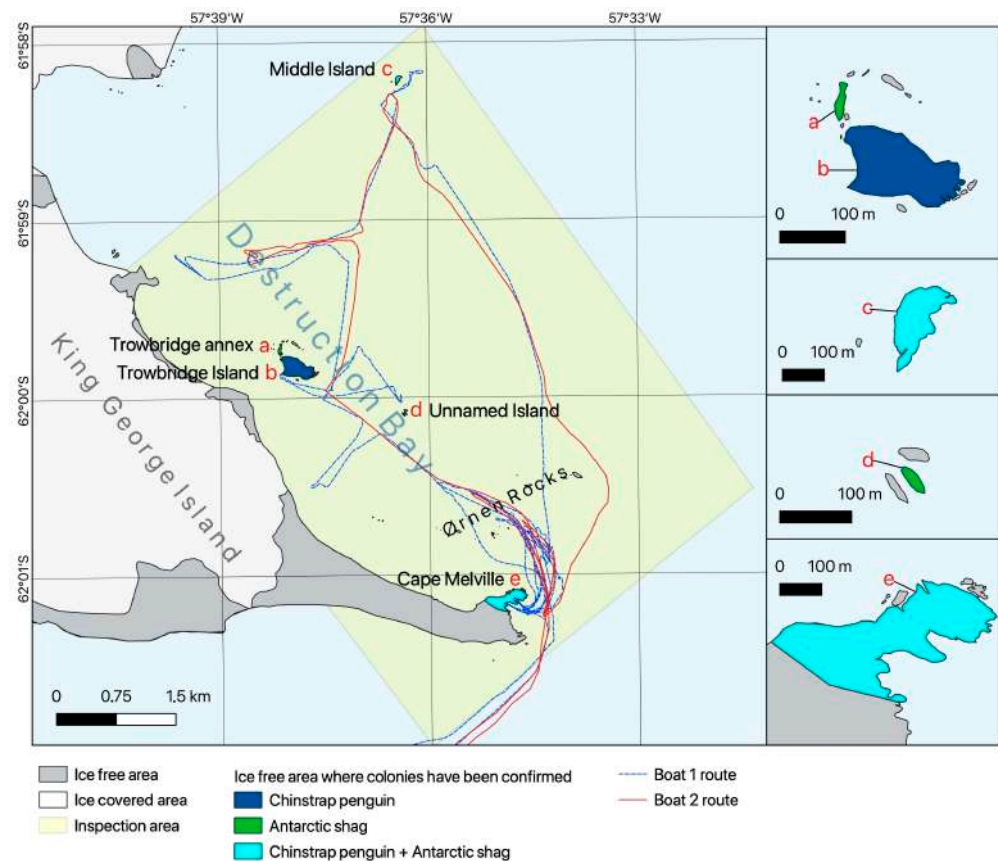 57°39'W 57°36'W 57°33'W
61°58'S
61°59'S
62°00'S
62°01'S
Middle Island c
Destruction Bay
Trowbridge annex a
Trowbridge Island b
d Unnamed Island
King George Island
Ørnen Rocks
Cape Melville e
0 0.75 1.5 km
a
b
0 100 m
c
0 100 m
d
0 100 m
0 100 m
e
Ice free area
Ice covered area
Inspection area
Ice free area where colonies have been confirmed
Chinstrap penguin
Antarctic shag
Chinstrap penguin + Antarctic shag
Boat 1 route
Boat 2 route